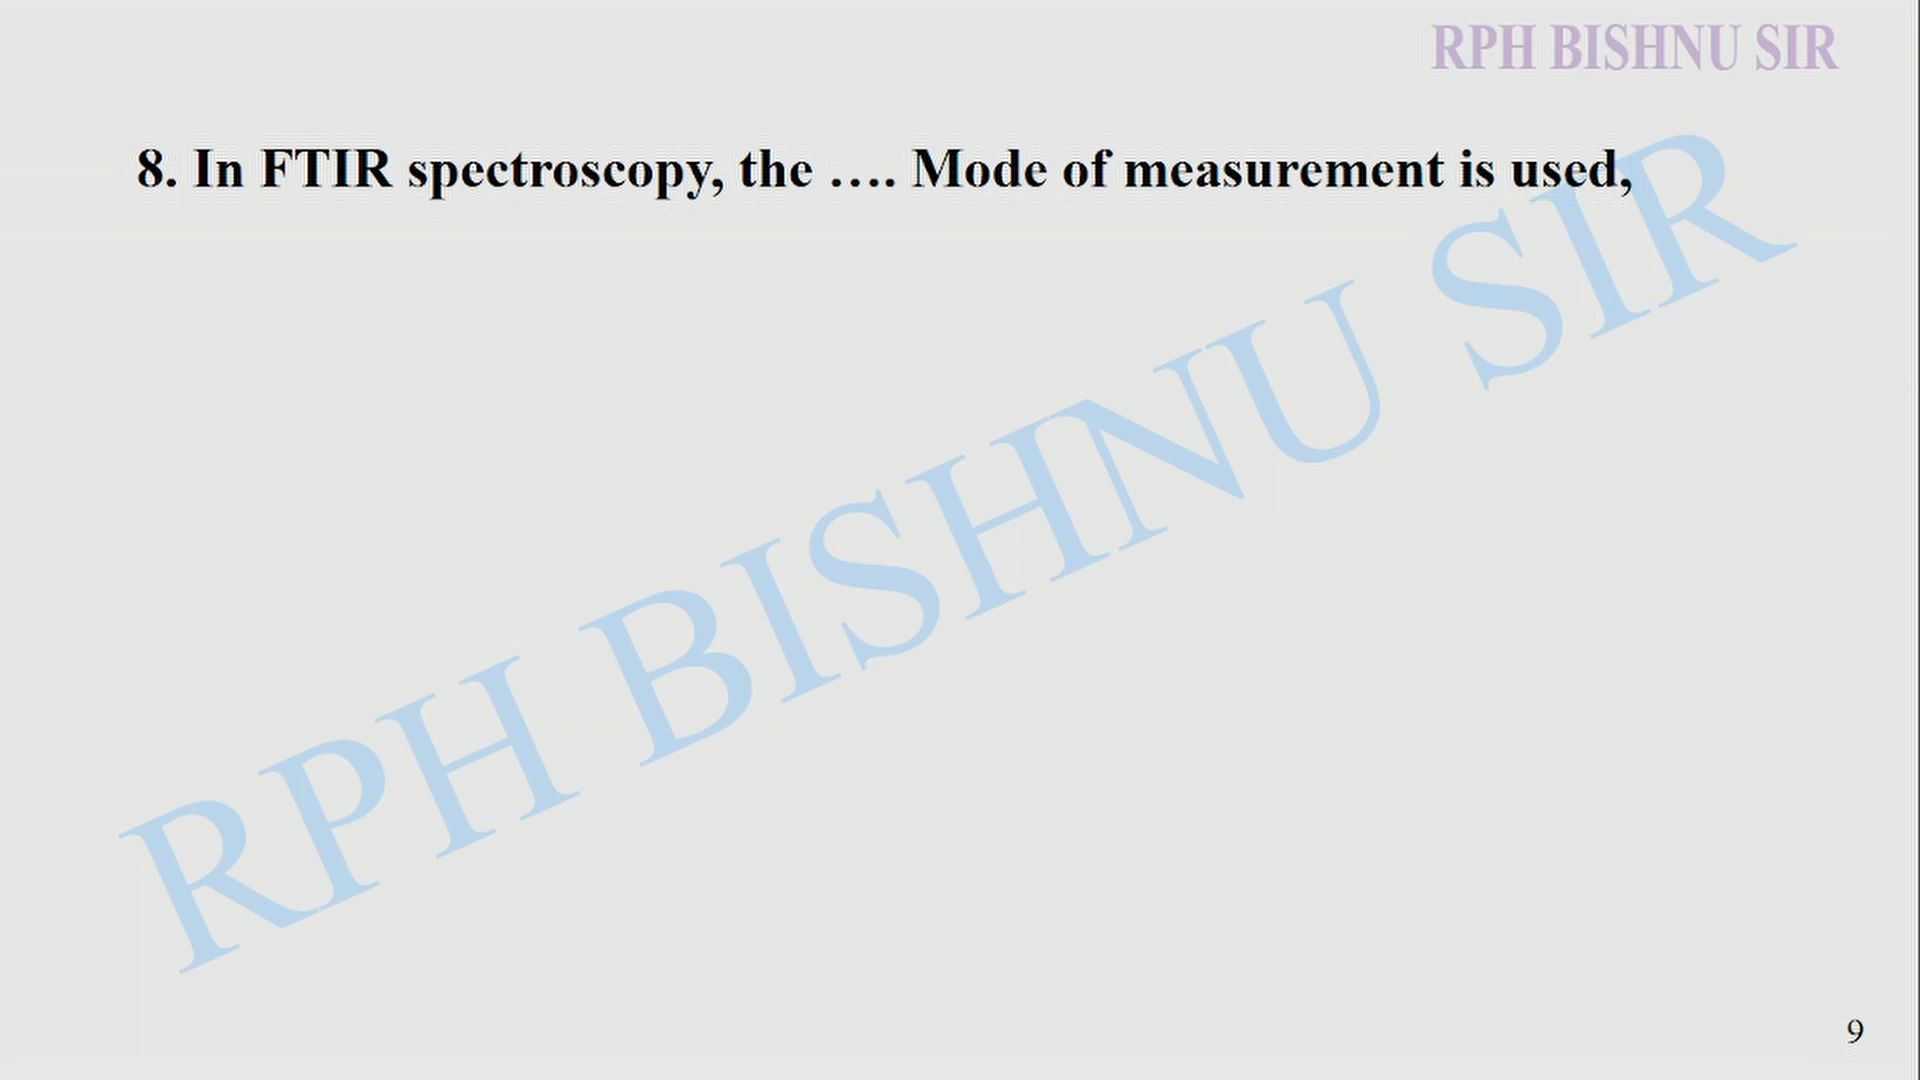 RPH BISHNU SIR
8. In FTIR spectroscopy, the …. Mode of measurement is used,
RPH BISHNU SIR
9